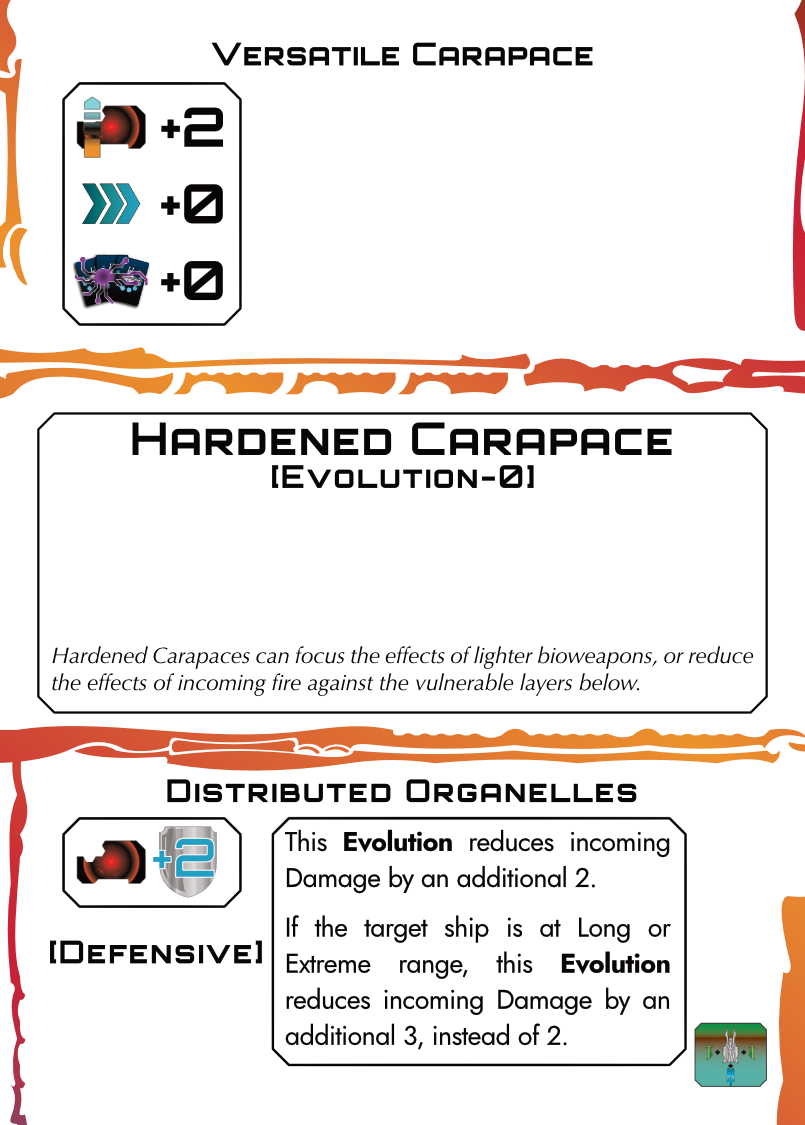 Versatile Carapace
+2
+0
+0
Hardened Carapace
[Evolution-0]
Hardened Carapaces can focus the effects of lighter bioweapons, or reduce
the effects of incoming fire against the vulnerable layers below.
Distributed Organelles
+2
[Defensive]
This Evolution reduces incoming
Damage by an additional 2.
If the target ship is at Long or
Extreme range, this Evolution
reduces incoming Damage by an
additional 3, instead of 2.